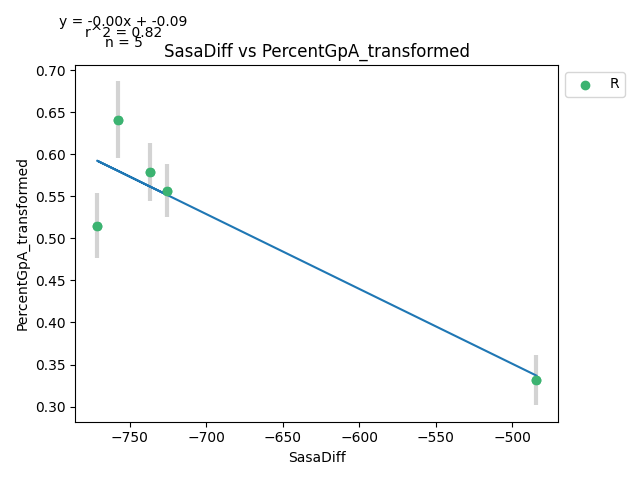 y = -0.00x + -0.09
r^2 = 0.82
n = 5
SasaDiff vs PercentGpA_transformed
R
0.70
0.65
0.60
0.55
0.50
0.45
0.40
0.35
0.30
PercentGpA_transformed
−750
−700
−650
−600
−550
−500
SasaDiff